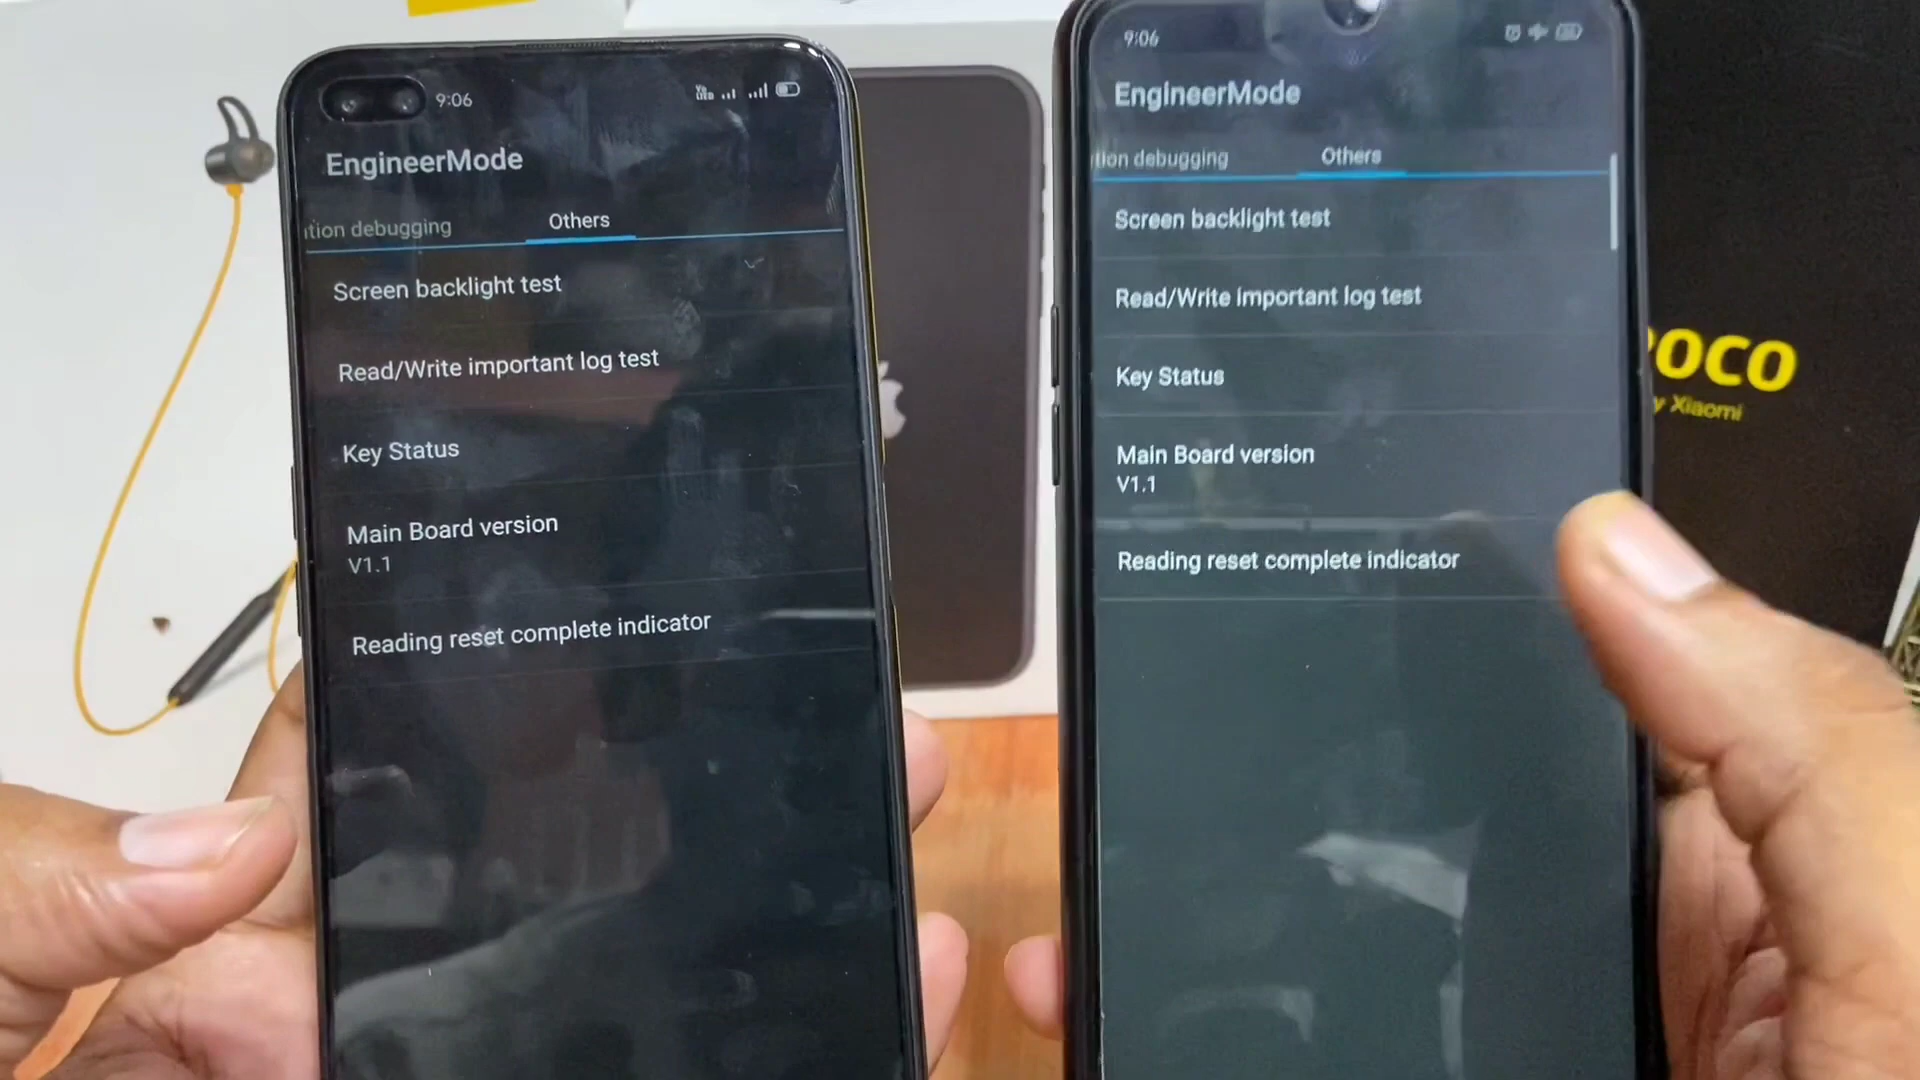 9:06
EngineerMode
ition debugging
Others
Screen backlight test
Read/Write important log test
Key Status
Main Board version
V1.1
Reading reset complete indicator
9:06
EngineerMode
tion debugging
Others
Screen backlight test
Read/Write important log test
Key Status
Main Board version
V1.1
Reading reset complete indicator
POCO
y Xiaomi